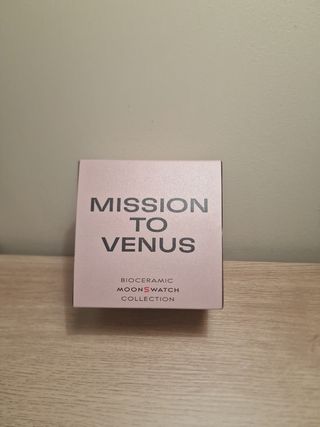 MISSION
TO
VENUS
BIOCERAMIC
MOONSWATCH
COLLECTION